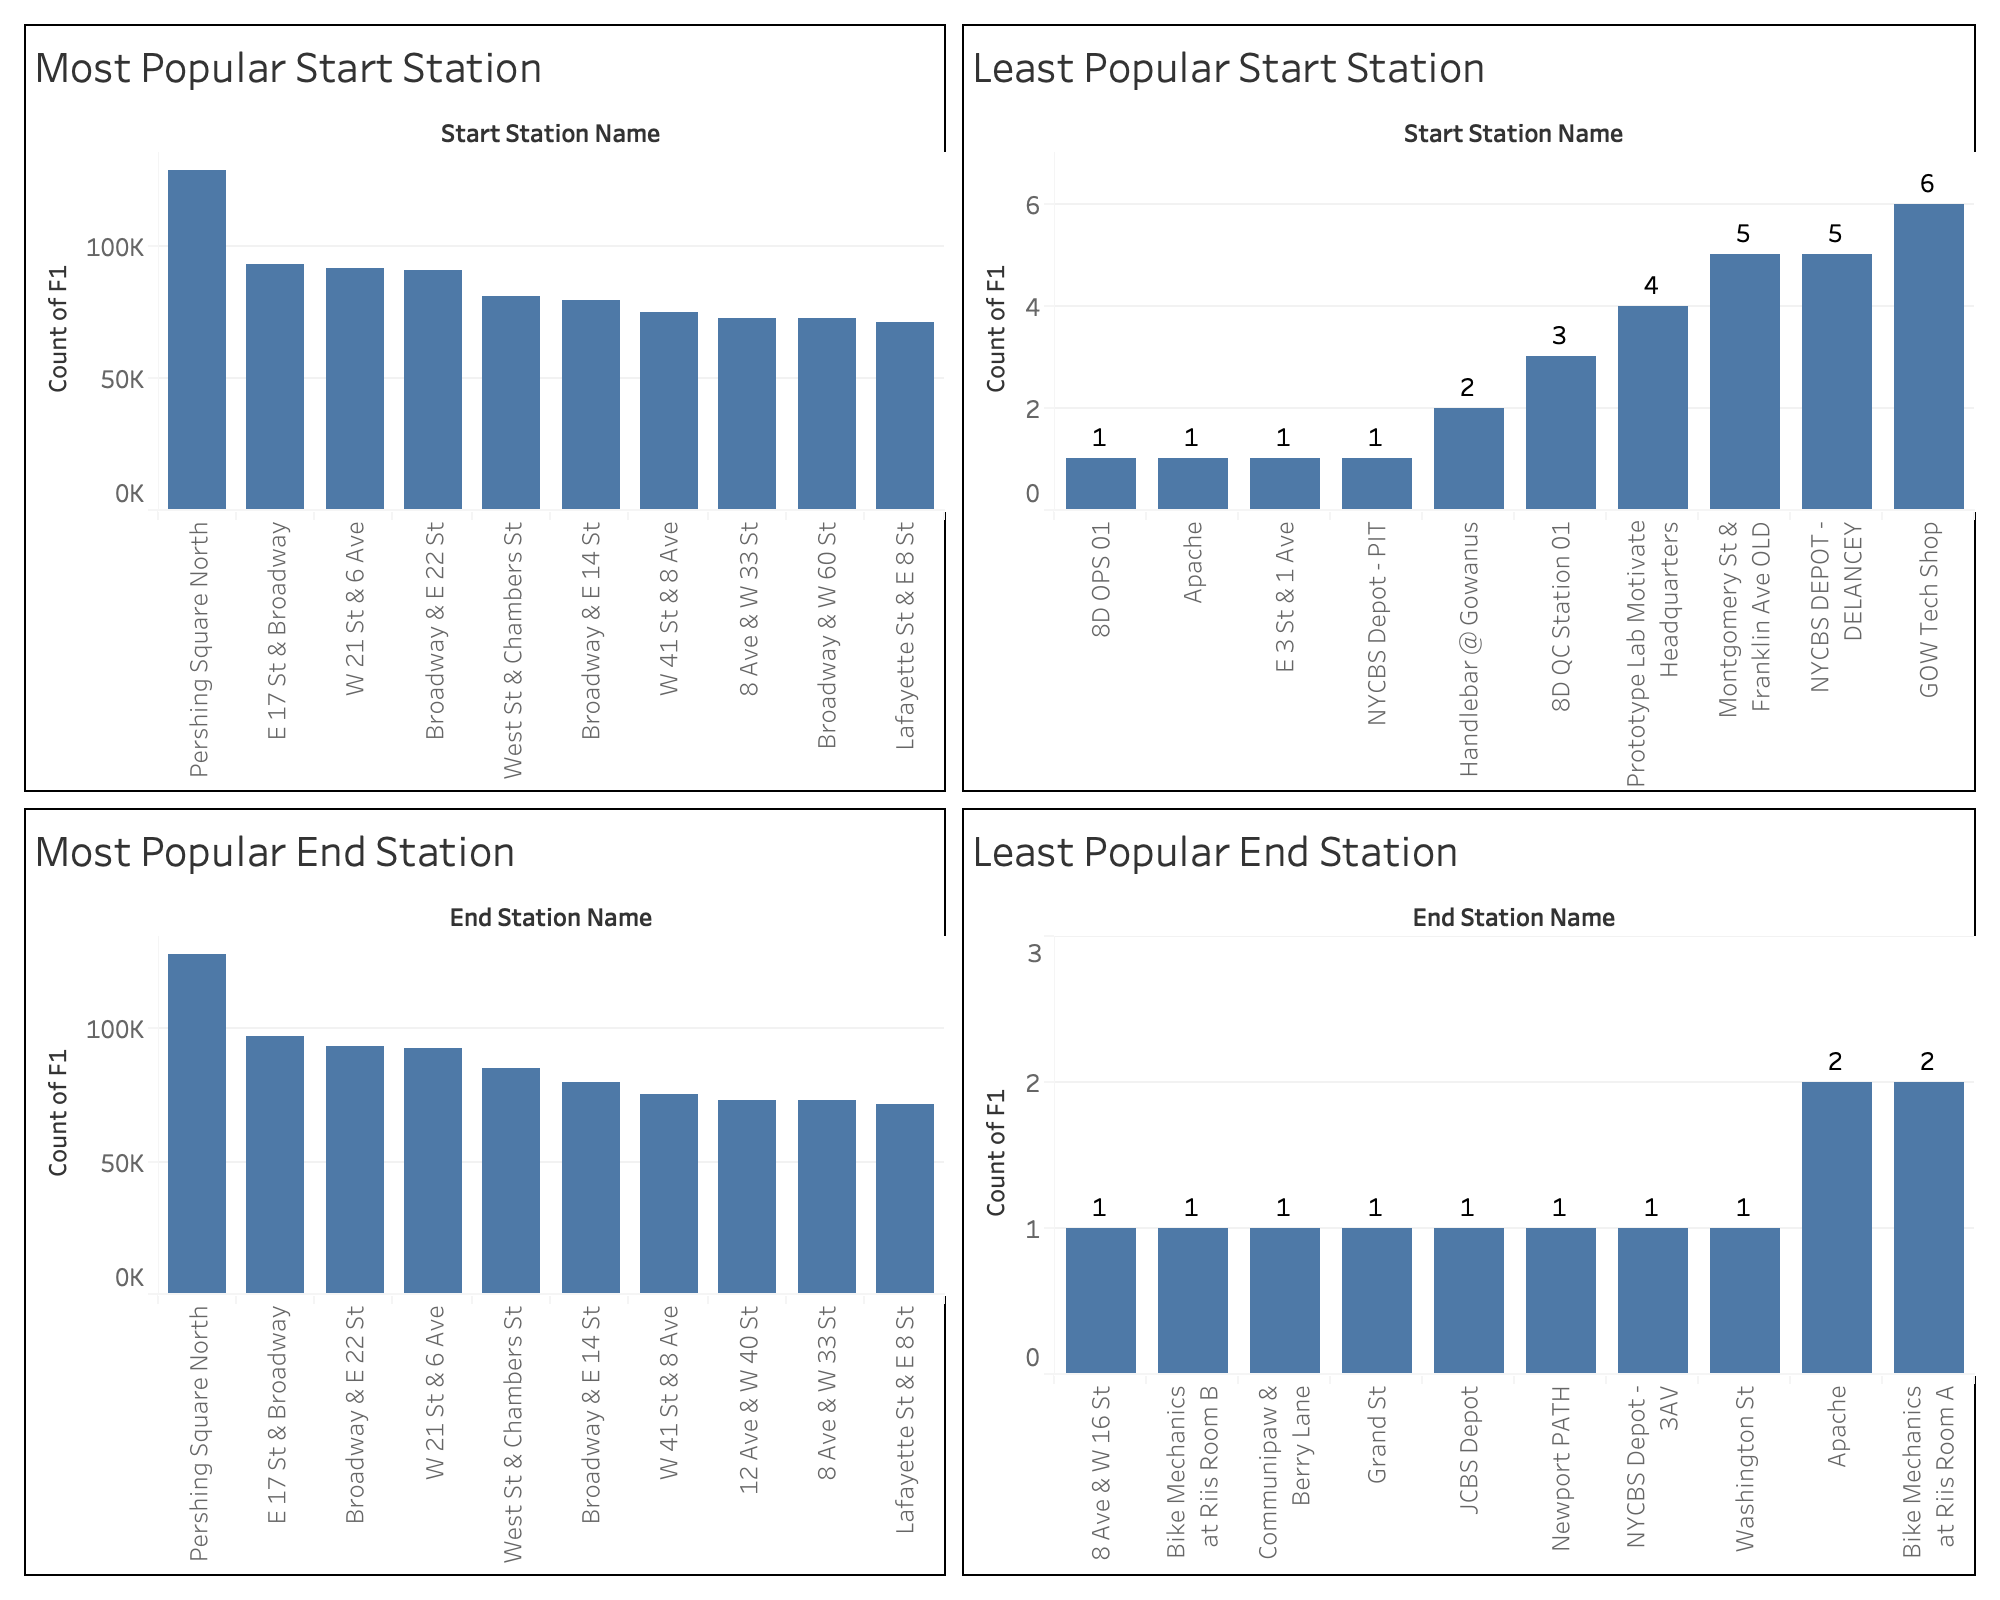 Most Popular Start Station
Start Station Name
Count of F1
100K
50K
0K
Pershing Square North
E 17 St & Broadway
W 21 St & 6 Ave
Broadway & E 22 St
West St & Chambers St
Broadway & E 14 St
W 41 St & 8 Ave
8 Ave & W 33 St
Broadway & W 60 St
Lafayette St & E 8 St
Least Popular Start Station
Start Station Name
Count of F1
6
4
2
0
1
1
1
1
2
3
4
5
5
6
8D OPS 01
Apache
E 3 St & 1 Ave
NYCBS Depot - PIT
Handlebar @ Gowanus
8D QC Station 01
Prototype Lab Motivate
Headquarters
Montgomery St &
Franklin Ave OLD
NYCBS DEPOT -
DELANCEY
GOW Tech Shop
Most Popular End Station
End Station Name
Count of F1
100K
50K
0K
Pershing Square North
E 17 St & Broadway
Broadway & E 22 St
W 21 St & 6 Ave
West St & Chambers St
Broadway & E 14 St
W 41 St & 8 Ave
12 Ave & W 40 St
8 Ave & W 33 St
Lafayette St & E 8 St
Least Popular End Station
End Station Name
Count of F1
3
2
1
0
1
1
1
1
1
1
1
1
2
2
8 Ave & W 16 St
Bike Mechanics
at Riis Room B
Communipaw &
Berry Lane
Grand St
JCBS Depot
Newport PATH
NYCBS Depot -
3AV
Washington St
Apache
Bike Mechanics
at Riis Room A